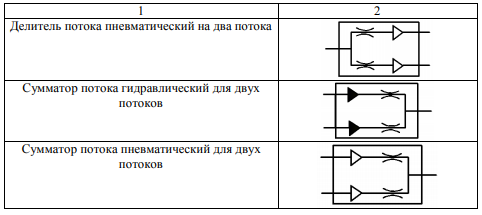 1 2
Делитель потока пневматический на два потока
Сумматор потока гидравлический для двух
потоков
Сумматор потока пневматический для двух
потоков